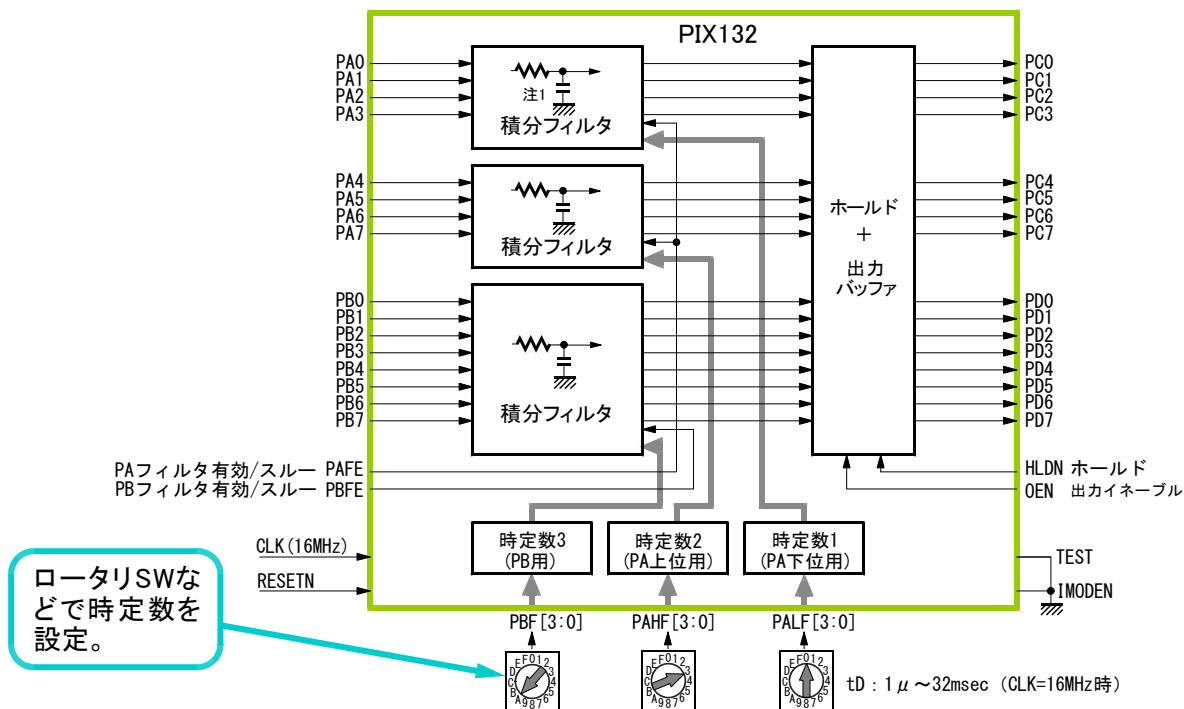 PIX132
PA0
PA1
PA2
PA3
注1
積分フィルタ
PC0
PC1
PC2
PC3
PA4
PA5
PA6
PA7
積分フィルタ
ホールド
+
出力
バッファ
PC4
PC5
PC6
PC7
PB0
PB1
PB2
PB3
PB4
PB5
PB6
PB7
積分フィルタ
PD0
PD1
PD2
PD3
PD4
PD5
PD6
PD7
PAフィルタ有効/スルー PAFE
PBフィルタ有効/スルー PBFE
HLDN ホールド
OEN 出力イネーブル
CLK(16MHz)
RESETN
時定数3
(PB用)
時定数2
(PA上位用)
時定数1
(PA下位用)
TEST
IMODEN
ロータリSWな
どで時定数を
設定。
PBF[3:0]
PAHF[3:0]
PALF[3:0]
0123456789ABCDEF
0123456789ABCDEF
0123456789ABCDEF
tD:1μ~32msec (CLK=16MHz時)